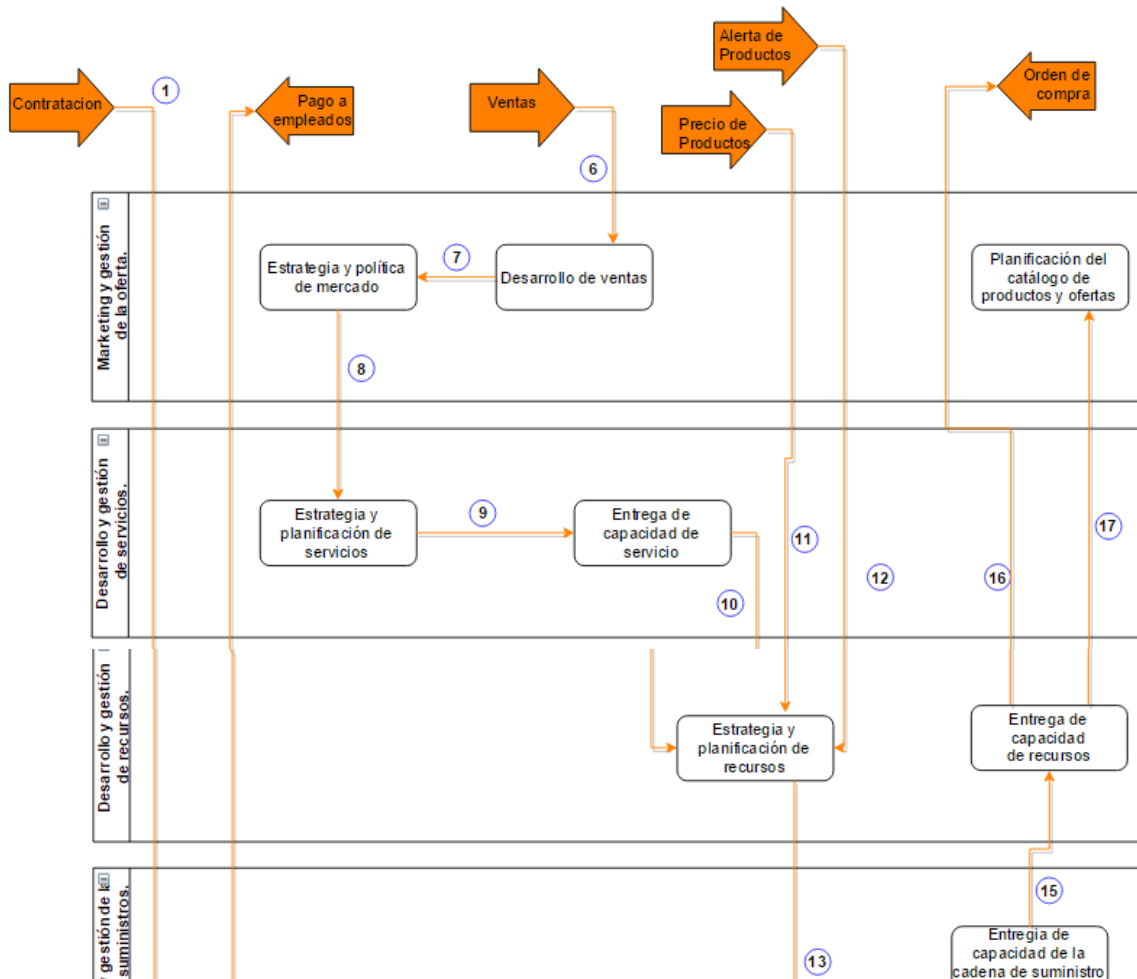 Alerta de
Productos
Contratacion
1
Pago a
empleados
Ventas
Precio de
Productos
Orden de
compra
6
Marketing y gestión
de la oferta.
Estrategia y política
de mercado
7
Desarrollo de ventas
Planificación del
catálogo de
productos y ofertas
8
Desarrollo y gestión
de servicios.
Estrategia y
planificación de
servicios
9
Entrega de
capacidad de
servicio
10
11
12
16
17
Desarrollo y gestión
de recursos.
Estrategia y
planificación de
recursos
Entrega de
capacidad
de recursos
y gestión de la
suministros.
15
13
Entregia de
capacidad de la
cadena de suministro